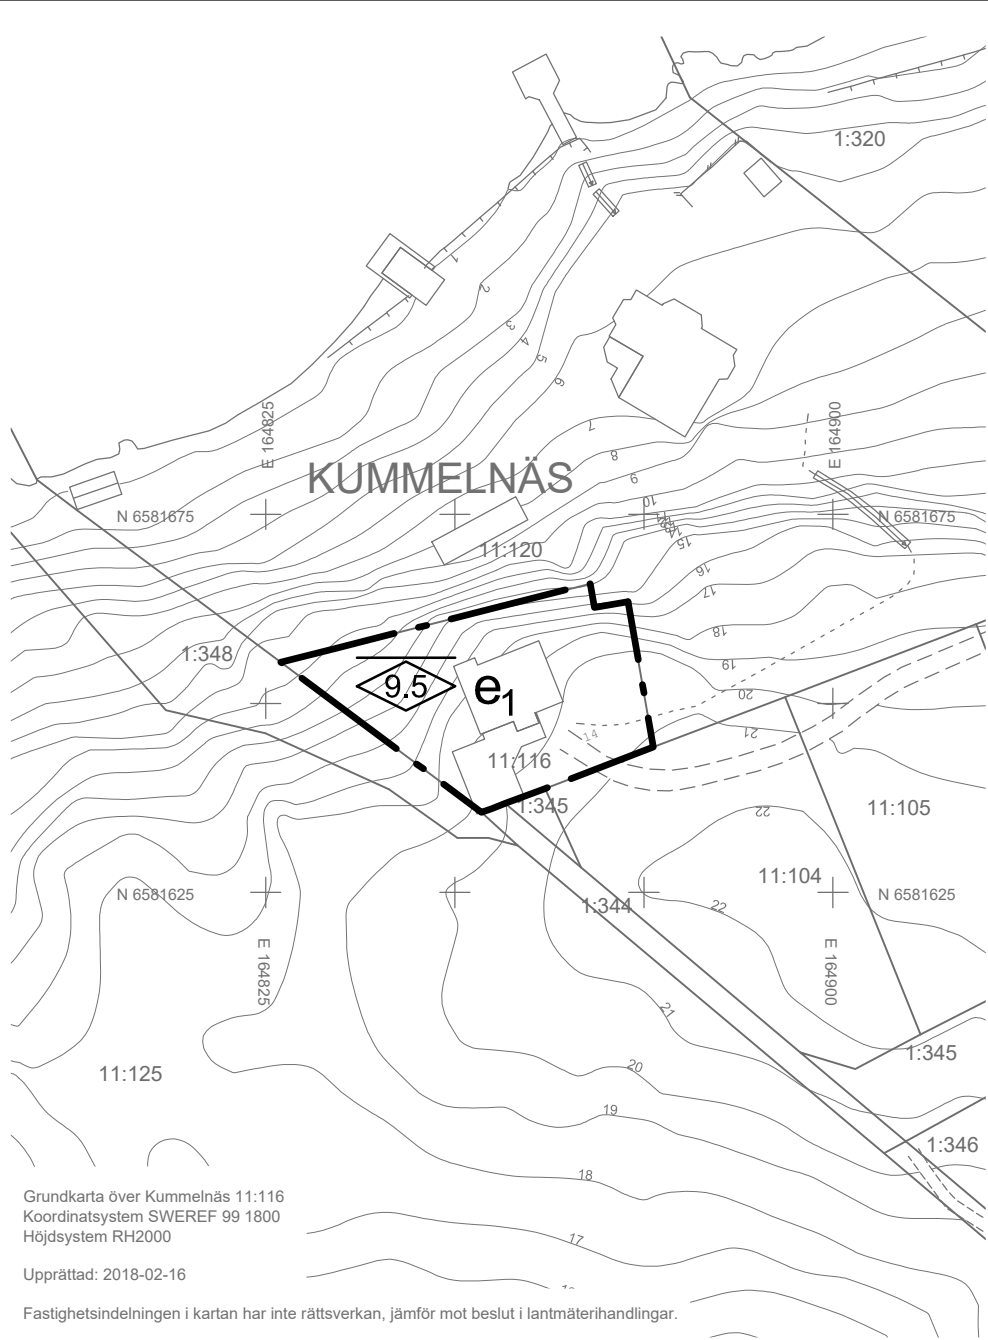 1:320
1
2
3
4
5
6
7
8
9
10
E 164825
E 164900
KUMMELNÄS
N 6581675
N 6581675
11:120
14
15
16
17
18
19
20
21
1:348
9.5
e1
14
11:116
1:345
22
11:105
11:104
N 6581625
N 6581625
1:344
22
E 164825
E 164900
21
1:345
20
11:125
19
1:346
18
Grundkarta över Kummelnäs 11:116
Koordinatsystem SWEREF 99 1800
Höjdsystem RH2000
17
Upprättad: 2018-02-16
Fastighetsindelningen i kartan har inte rättsverkan, jämför mot beslut i lantmäterihandlingar.